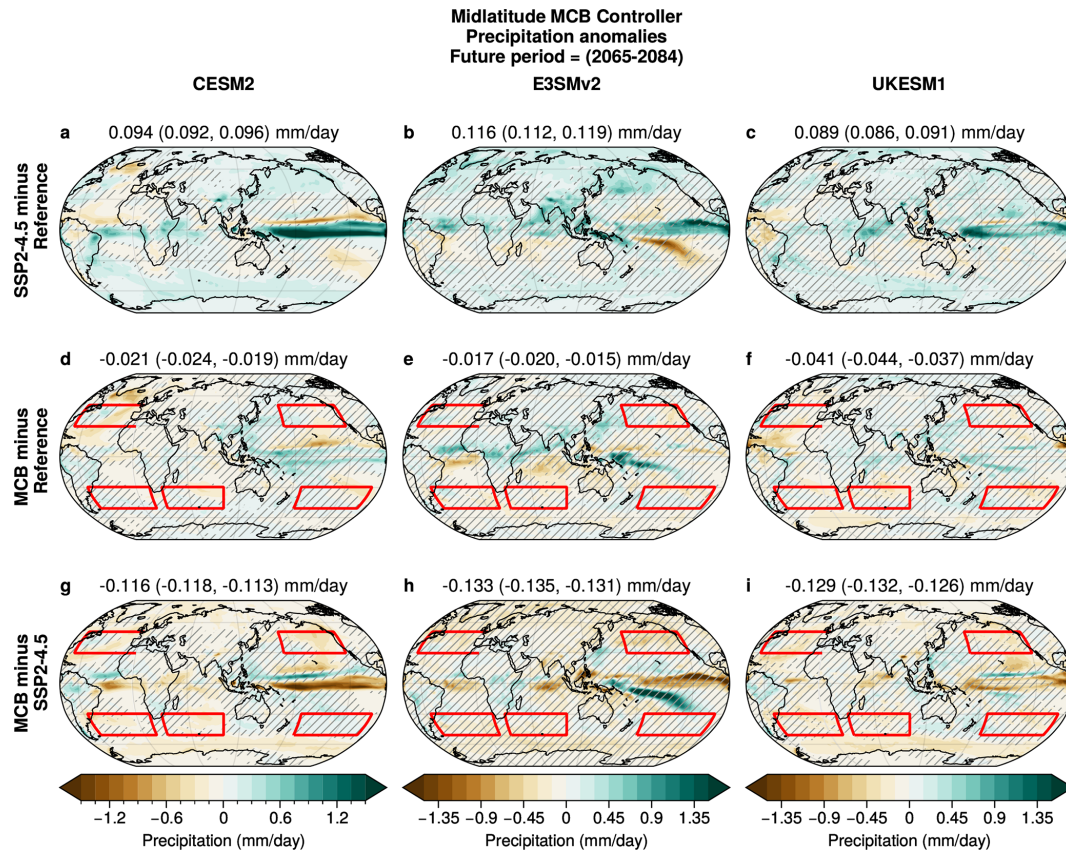 Midlatitude MCB Controller
Precipitation anomalies
Future period = (2065-2084)
CESM2
E3SMv2
UKESM1
SSP2-4.5 minus
Reference
a 0.094 (0.092, 0.096) mm/day
b 0.116 (0.112, 0.119) mm/day
c 0.089 (0.086, 0.091) mm/day
MCB minus
Reference
d -0.021 (-0.024, -0.019) mm/day
e -0.017 (-0.020, -0.015) mm/day
f -0.041 (-0.044, -0.037) mm/day
MCB minus
SSP2-4.5
g -0.116 (-0.118, -0.113) mm/day
h -0.133 (-0.135, -0.131) mm/day
i -0.129 (-0.132, -0.126) mm/day
−1.2 −0.6 0 0.6 1.2
Precipitation (mm/day)
−1.35 −0.9 −0.45 0 0.45 0.9 1.35
Precipitation (mm/day)
−1.35 −0.9 −0.45 0 0.45 0.9 1.35
Precipitation (mm/day)